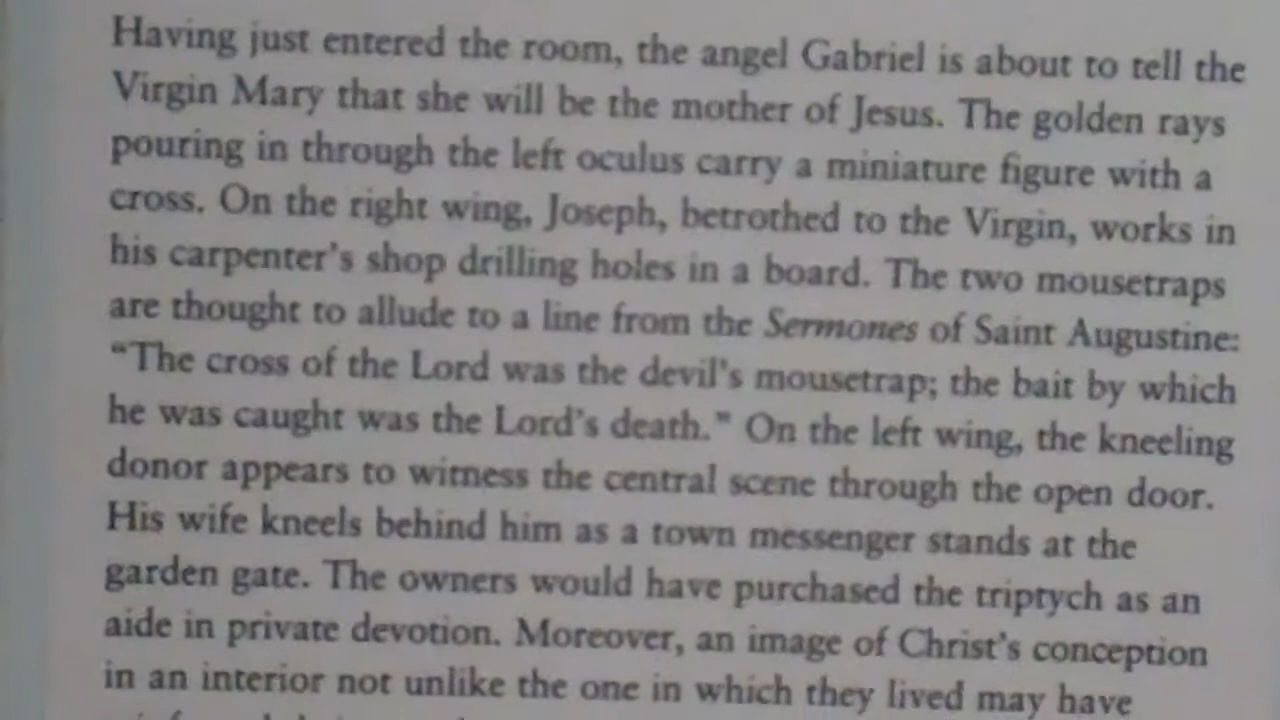 Having just entered the room, the angel Gabriel is about to tell the
Virgin Mary that she will be the mother of Jesus. The golden rays
pouring in through the left oculus carry a miniature figure with a
cross. On the right wing, Joseph, betrothed to the Virgin, works in
his carpenter's shop drilling holes in a board. The two mousetraps
are thought to allude to a line from the Sermones of Saint Augustine:
“The cross of the Lord was the devil's mousetrap; the bait by which
he was caught was the Lord's death.” On the left wing, the kneeling
donor appears to witness the central scene through the open door.
His wife kneels behind him as a town messenger stands at the
garden gate. The owners would have purchased the triptych as an
aide in private devotion. Moreover, an image of Christ's conception
in an interior not unlike the one in which they lived may have